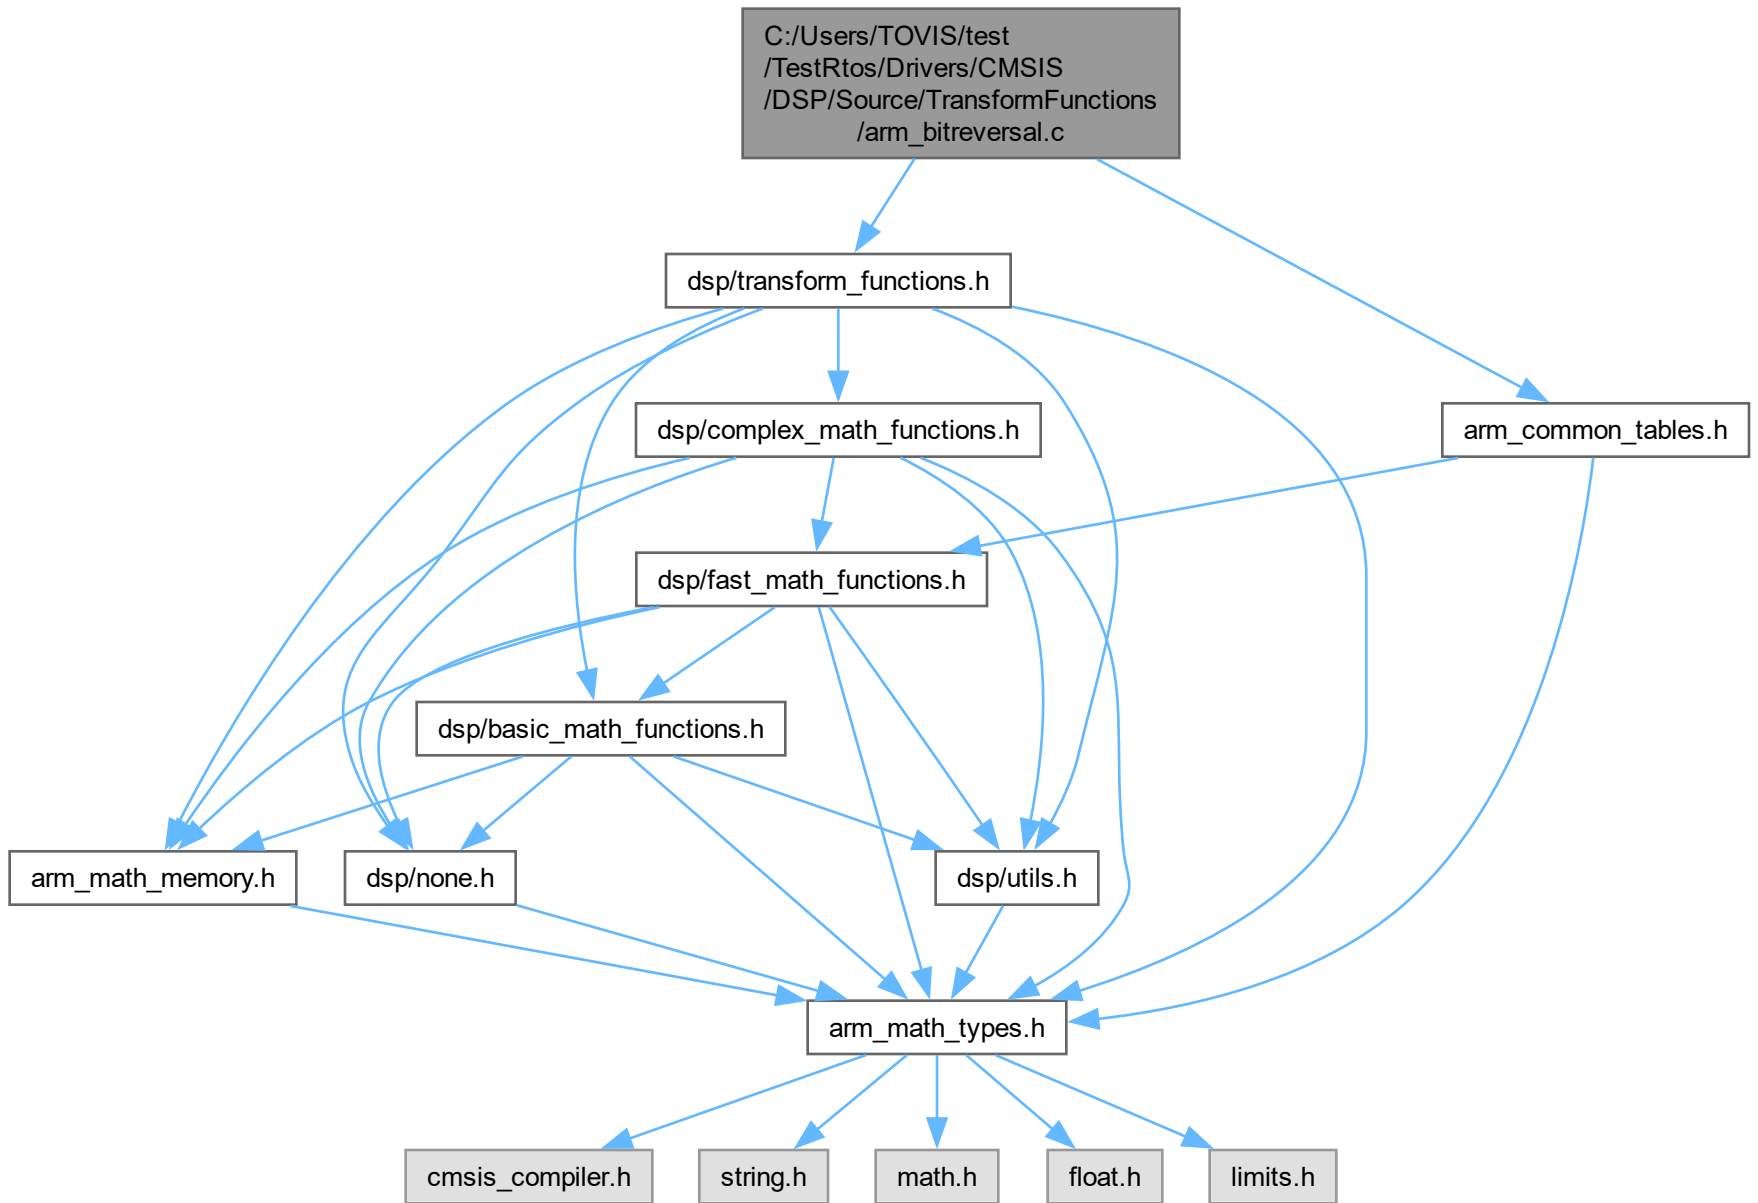 C:/Users/TOVIS/test
/TestRtos/Drivers/CMSIS
/DSP/Source/TransformFunctions
/arm_bitreversal.c
dsp/transform_functions.h
dsp/complex_math_functions.h
arm_common_tables.h
dsp/fast_math_functions.h
dsp/basic_math_functions.h
arm_math_memory.h
dsp/none.h
dsp/utils.h
arm_math_types.h
cmsis_compiler.h
string.h
math.h
float.h
limits.h